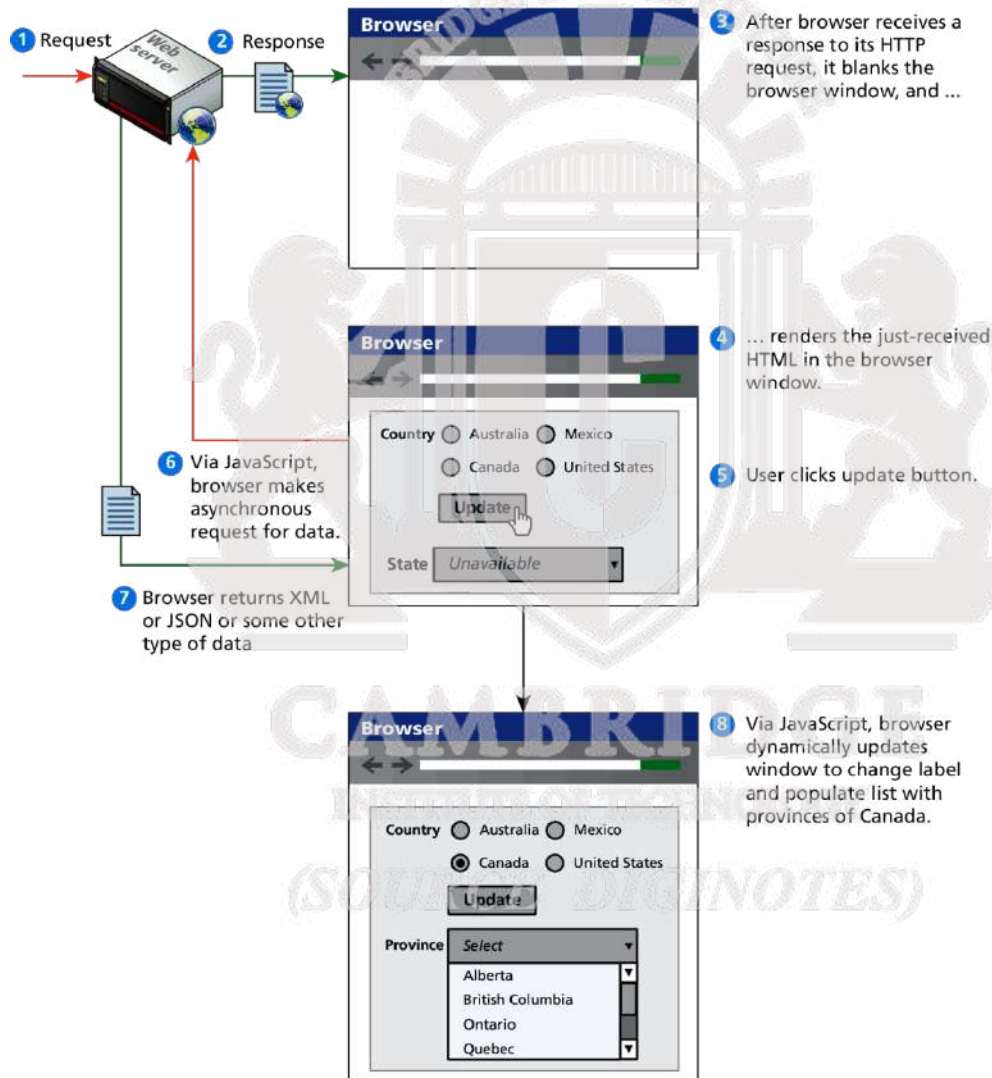 1 Request
Web
server
2 Response
Browser
3 After browser receives a
response to its HTTP
request, it blanks the
browser window, and ...
Browser
4 ... renders the just-received
HTML in the browser
window.
Country Australia Mexico
Canada United States
5 User clicks update button.
Update
State Unavailable
6 Via JavaScript,
browser makes
asynchronous
request for data.
7 Browser returns XML
or JSON or some other
type of data
CAMBRIDGE
INSTITUTE OF TECHNOLOGY
(SOURCE DIGINOTES)
Browser
8 Via JavaScript, browser
dynamically updates
window to change label
and populate list with
provinces of Canada.
Country Australia Mexico
Canada United States
Update
Province Select
Alberta
British Columbia
Ontario
Quebec